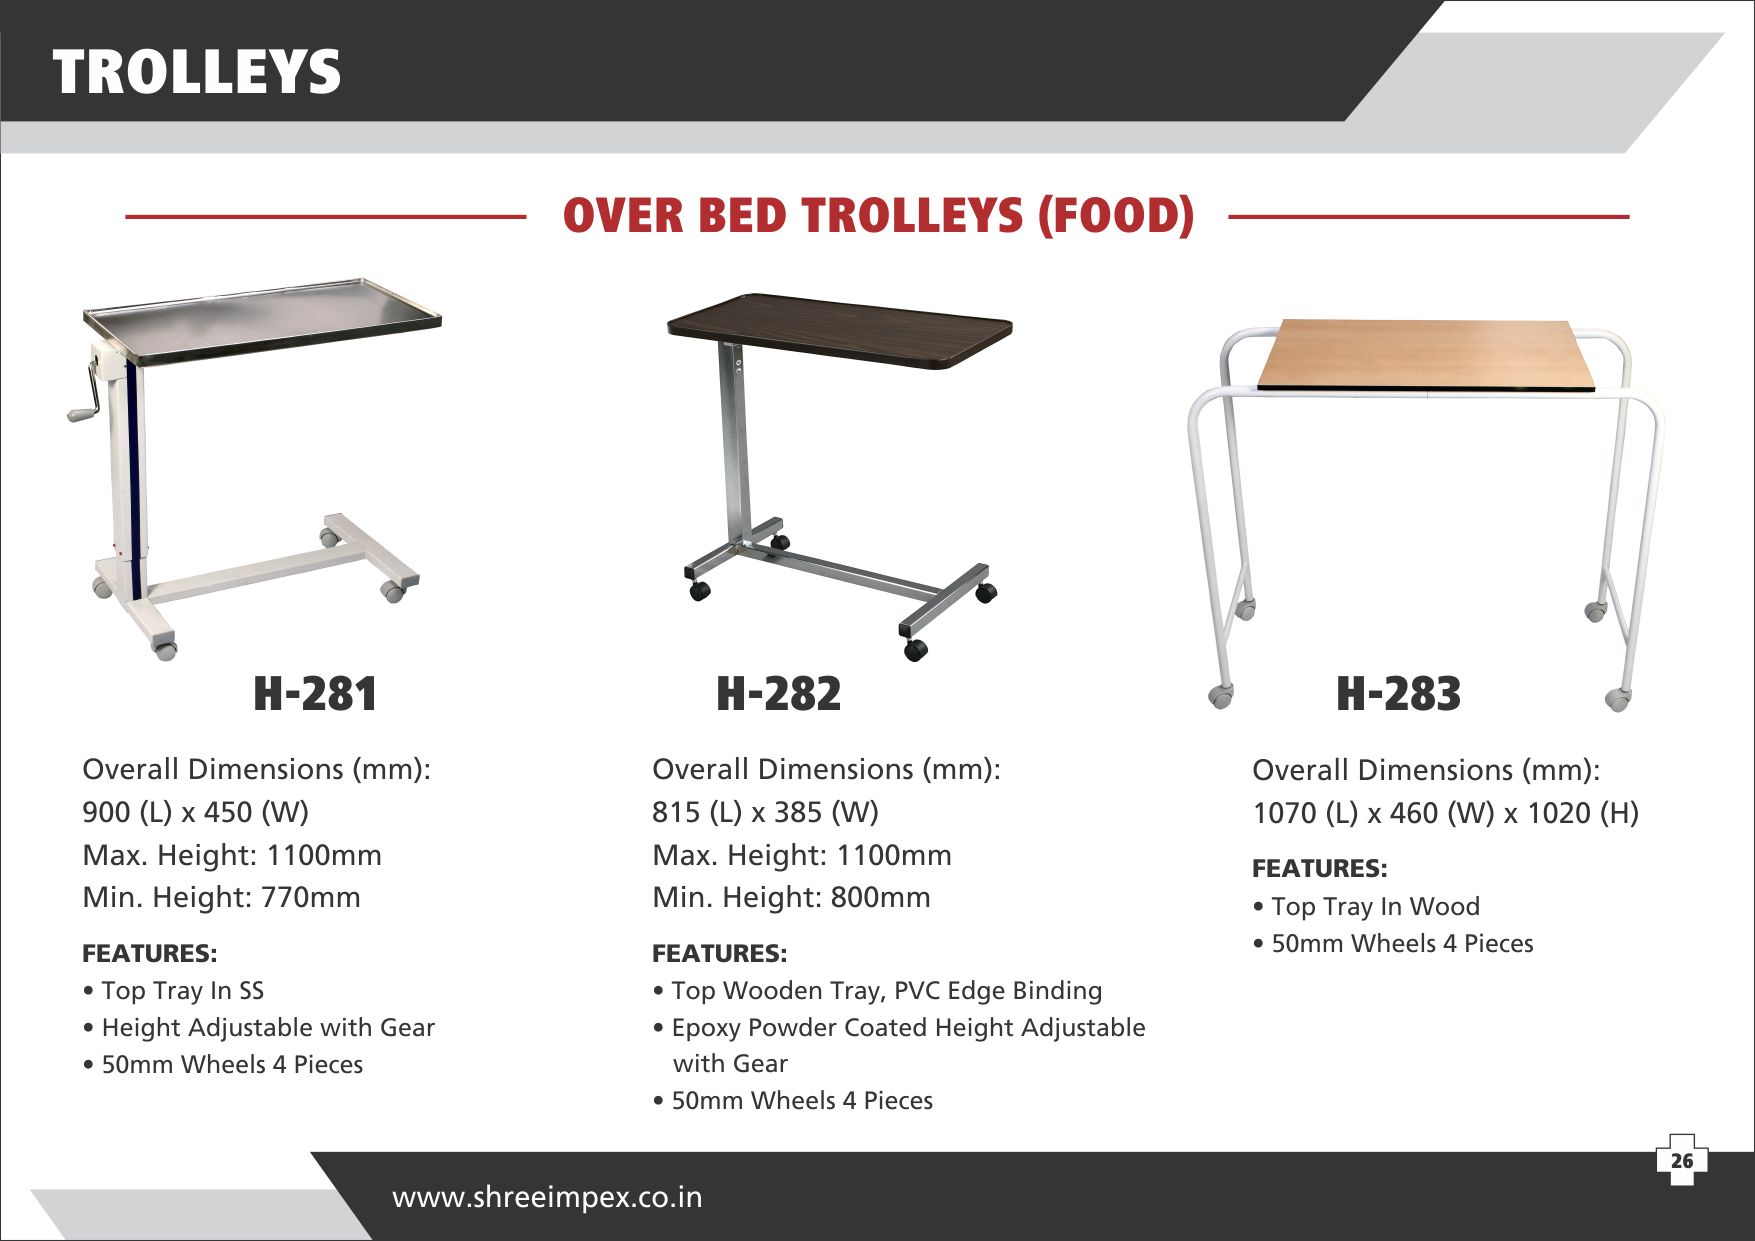 TROLLEYS
OVER BED TROLLEYS (FOOD)
H-281
Overall Dimensions (mm):
900 (L) x 450 (W)
Max. Height: 1100mm
Min. Height: 770mm
FEATURES:
• Top Tray In SS
• Height Adjustable with Gear
• 50mm Wheels 4 Pieces
H-282
Overall Dimensions (mm):
815 (L) x 385 (W)
Max. Height: 1100mm
Min. Height: 800mm
FEATURES:
• Top Wooden Tray, PVC Edge Binding
• Epoxy Powder Coated Height Adjustable
with Gear
• 50mm Wheels 4 Pieces
H-283
Overall Dimensions (mm):
1070 (L) x 460 (W) x 1020 (H)
FEATURES:
• Top Tray In Wood
• 50mm Wheels 4 Pieces
26
www.shreeimpex.co.in